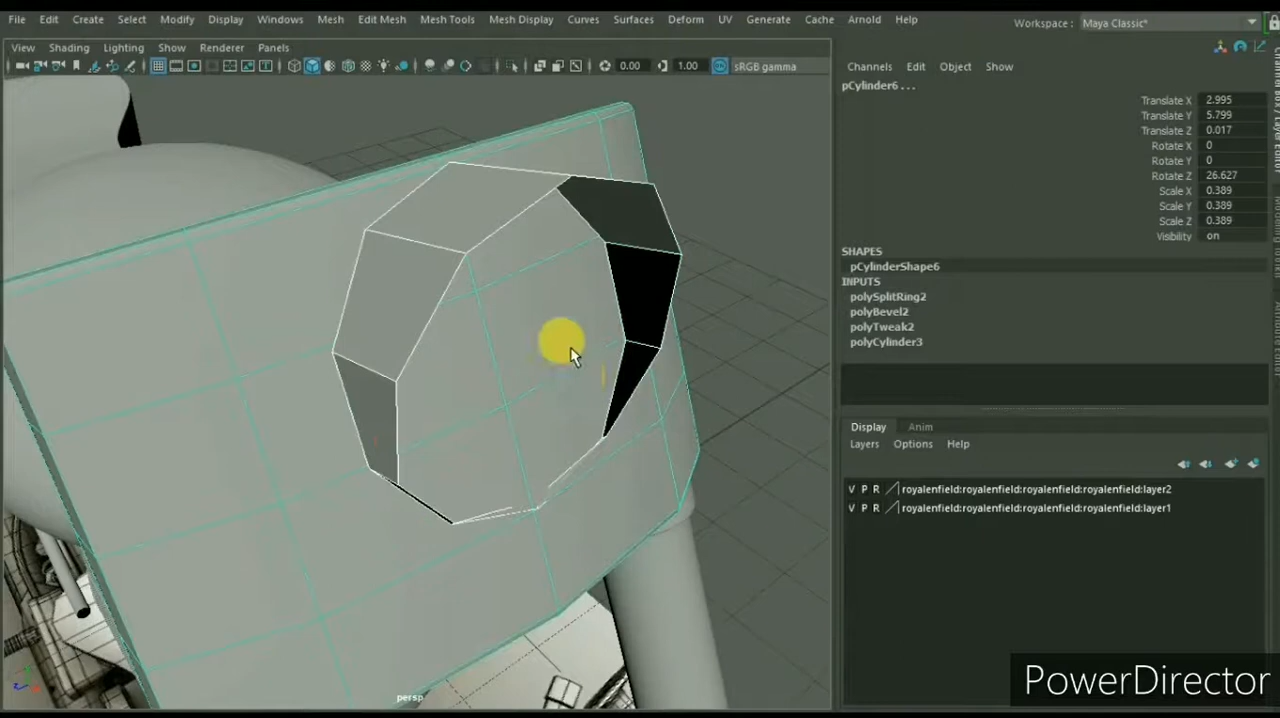 File Edit Create Select Modify Display Windows Mesh Edit Mesh Mesh Tools Mesh Display Curves Surfaces Deform UV Generate Cache Arnold Help
Workspace : Maya Classic*
View Shading Lighting Show Renderer Panels
0.00 1.00 sRGB gamma
Channels Edit Object Show
pCylinder6 . . .
Translate X 2.995
Translate Y 5.799
Translate Z 0.017
Rotate X 0
Rotate Y 0
Rotate Z 26.627
Scale X 0.389
Scale Y 0.389
Scale Z 0.389
Visibility on
SHAPES
pCylinderShape6
INPUTS
polySplitRing2
polyBevel2
polyTweak2
polyCylinder3
Display Anim
Layers Options Help
V P R royalenfield:royalenfield:royalenfield:royalenfield:layer2
V P R royalenfield:royalenfield:royalenfield:royalenfield:layer1
persp
PowerDirector